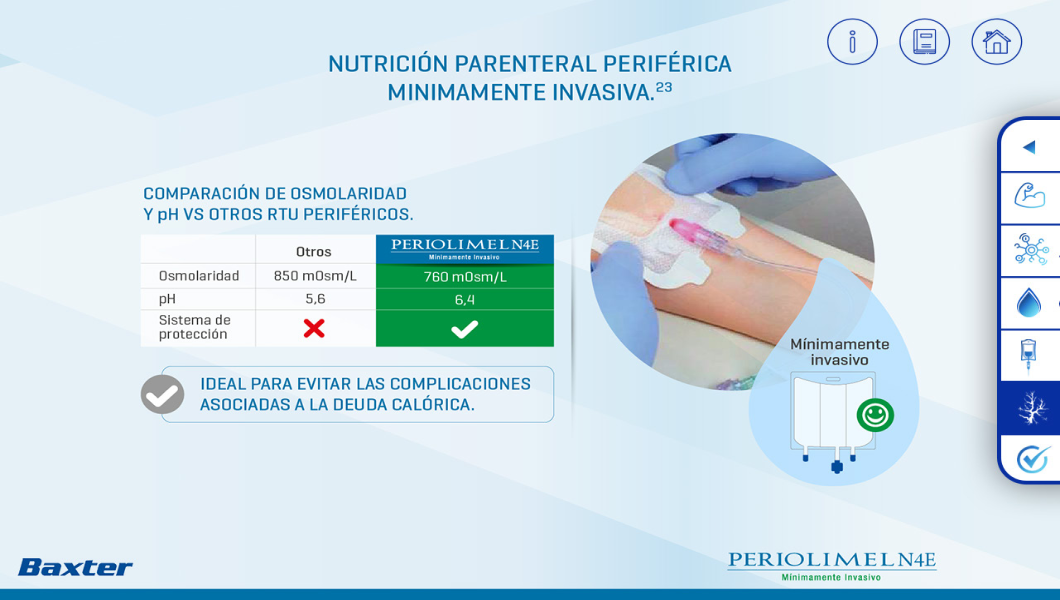 NUTRICIÓN PARENTERAL PERIFÉRICA
MINIMAMENTE INVASIVA.23
COMPARACIÓN DE OSMOLARIDAD
Y pH VS OTROS RTU PERIFÉRICOS.
Otros
PERIOLIMEL N4E
Mínimamente Invasivo
Osmolaridad
850 mOsm/L
760 mOsm/L
pH
5,6
6,4
Sistema de
protección
IDEAL PARA EVITAR LAS COMPLICACIONES
ASOCIADAS A LA DEUDA CALÓRICA.
Mínimamente
invasivo
Baxter
PERIOLIMEL N4E
Mínimamente Invasivo